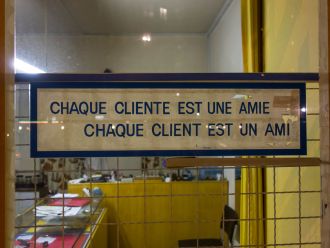 CHAQUE CLIENTE EST UNE AMIE
CHAQUE CLIENT EST UN AMI